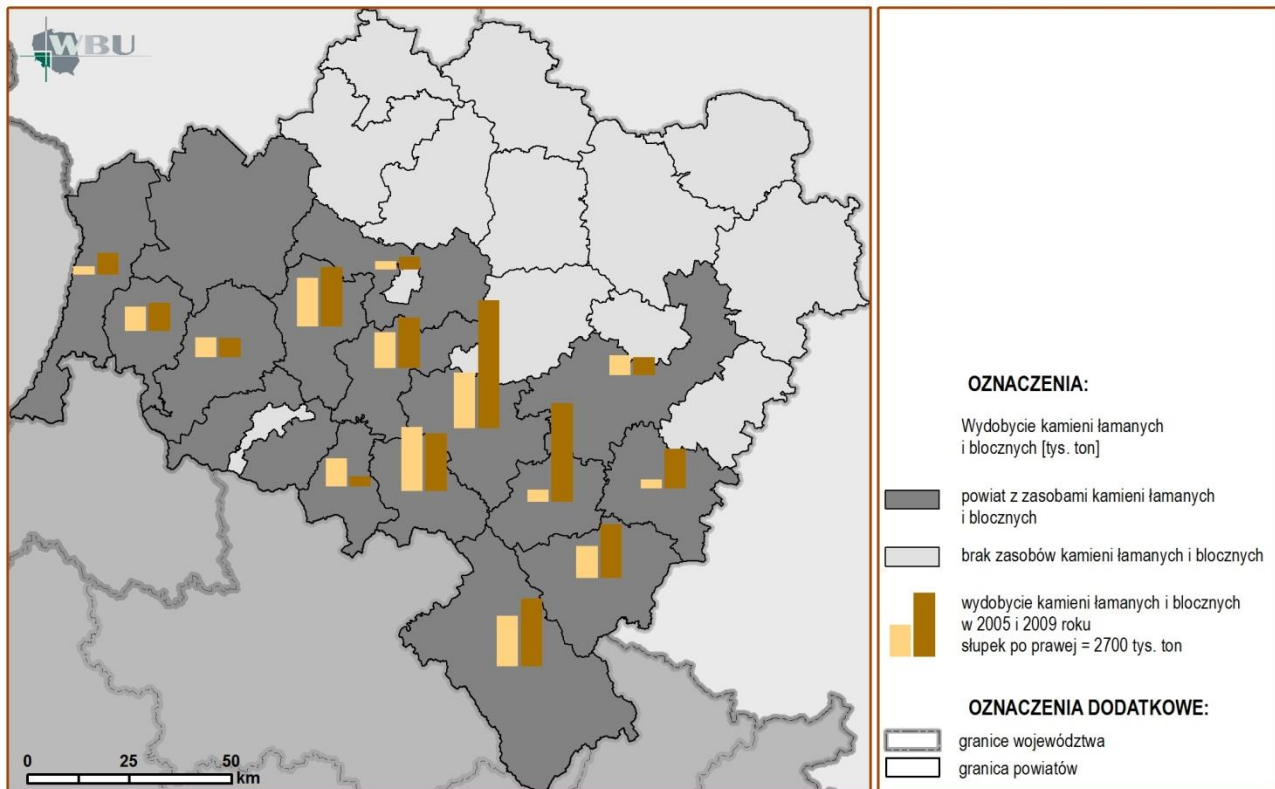 WBU
0 25 50
km
OZNACZENIA:
Wydobycie kamieni łamanych
i blocznych [tys. ton]
powiat z zasobami kamieni łamanych
i blocznych
brak zasobów kamieni łamanych i blocznych
wydobycie kamieni łamanych i blocznych
w 2005 i 2009 roku
słupek po prawej = 2700 tys. ton
OZNACZENIA DODATKOWE:
granice województwa
granica powiatów